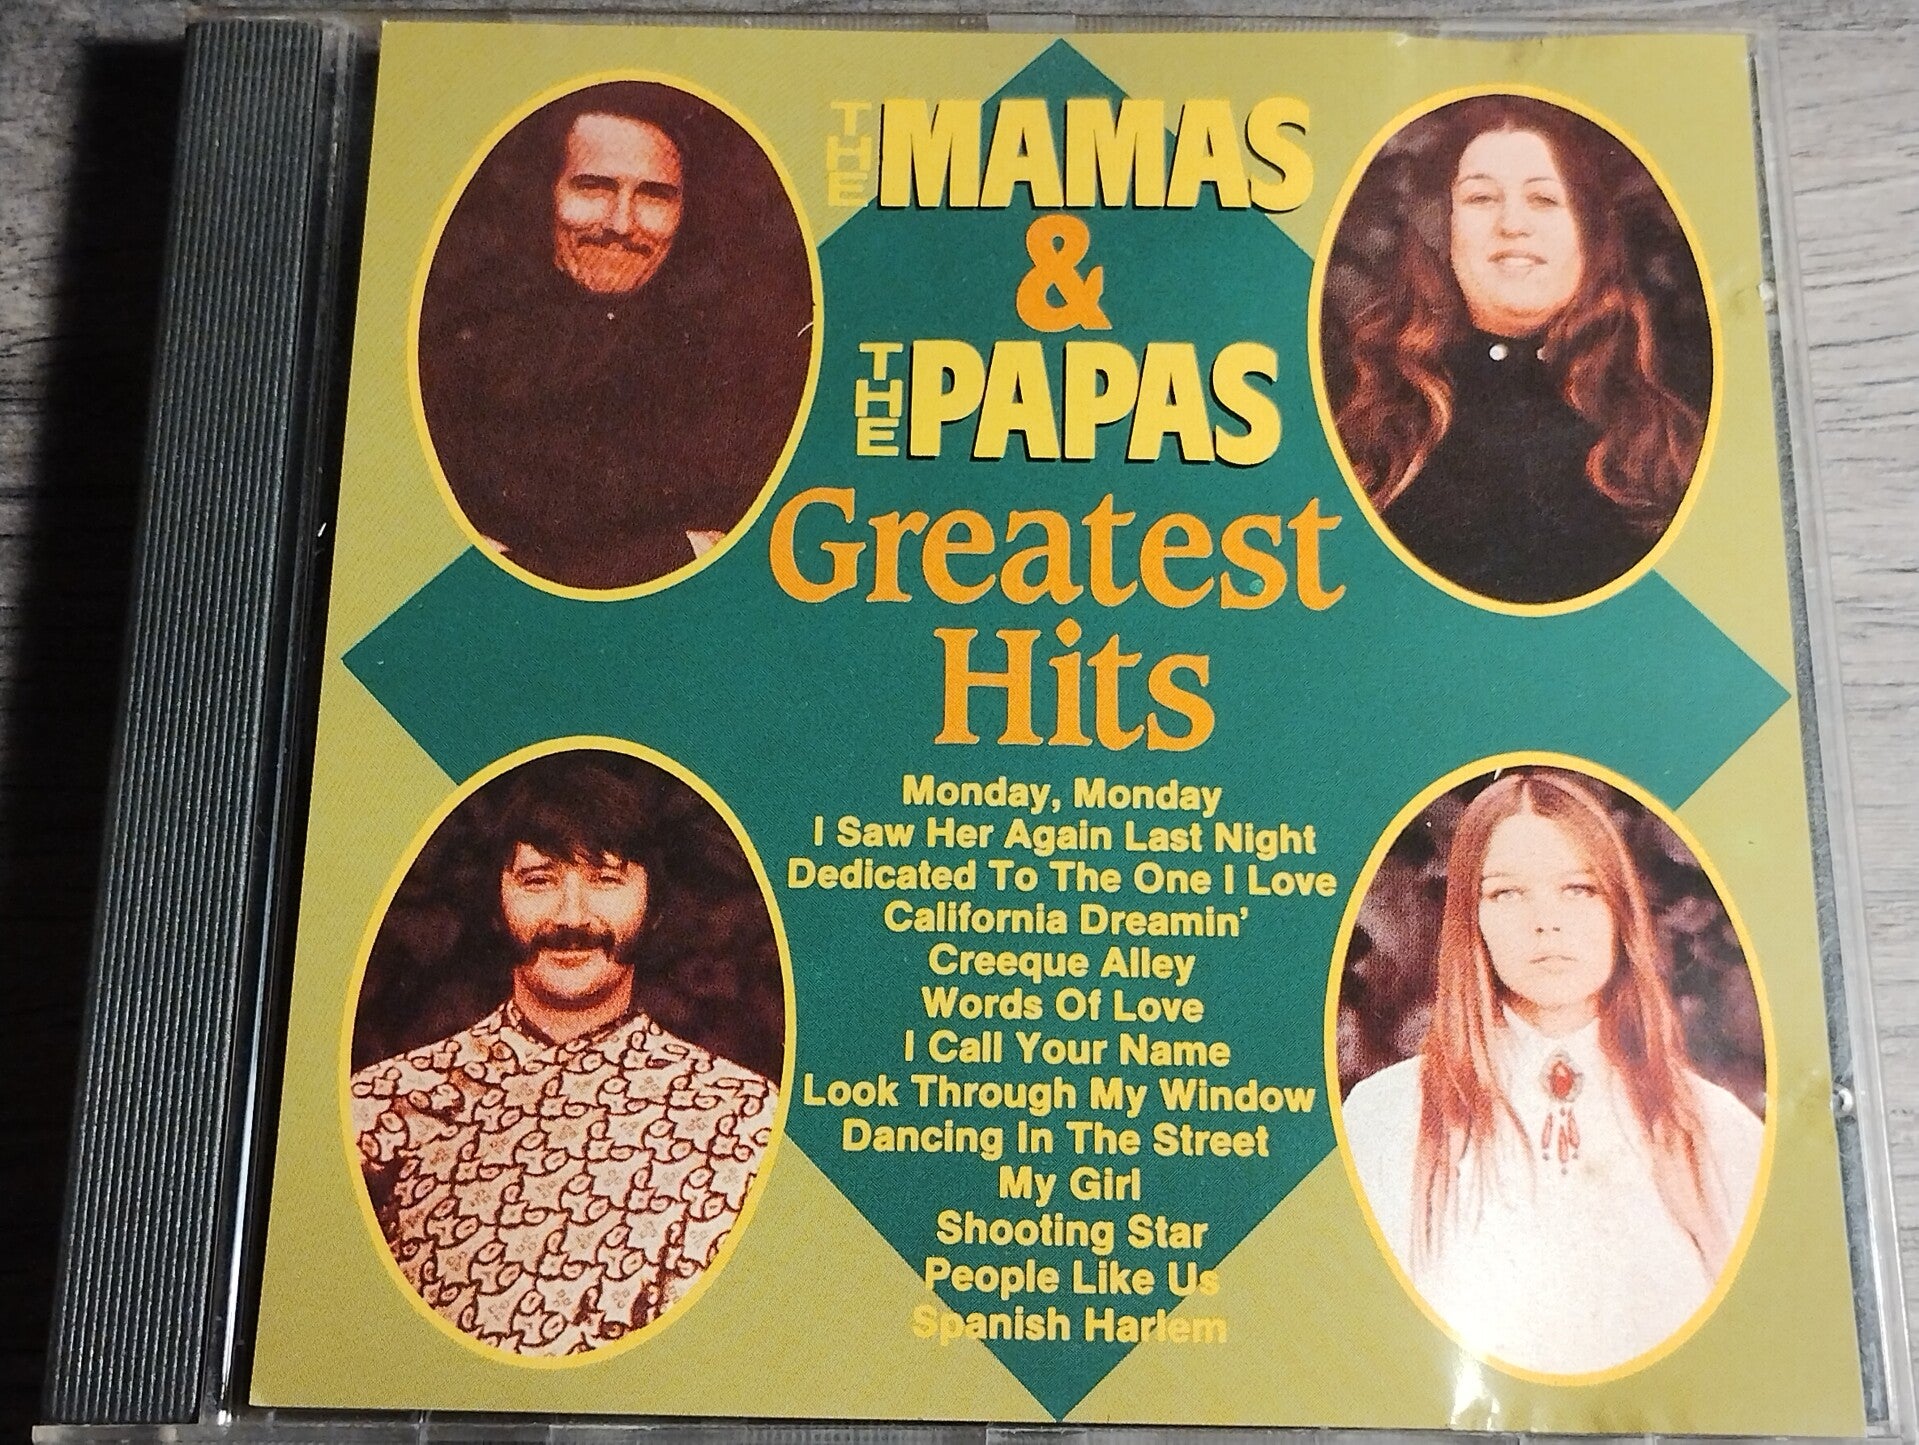 THE MAMAS
&
THE PAPAS
Greatest
Hits
Monday, Monday
I Saw Her Again Last Night
Dedicated To The One I Love
California Dreamin'
Creeque Alley
Words Of Love
I Call Your Name
Look Through My Window
Dancing In The Street
My Girl
Shooting Star
People Like Us
Spanish Harlem